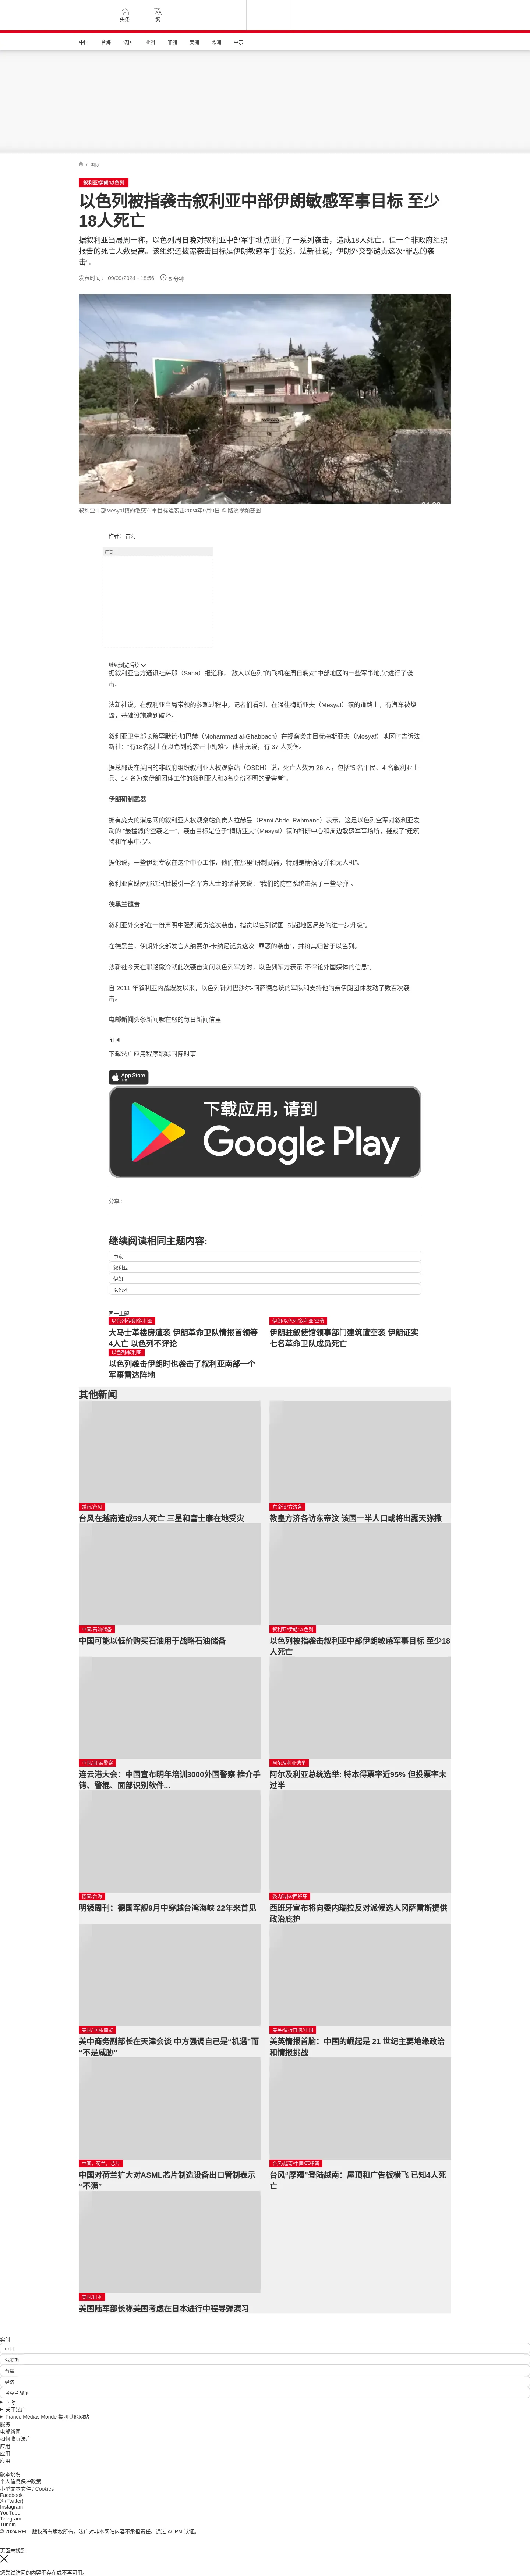 头条
繁
中国
台海
法国
亚洲
非洲
美洲
欧洲
中东
/ 国际
叙利亚/伊朗/以色列
以色列被指袭击叙利亚中部伊朗敏感军事目标 至少
18人死亡
据叙利亚当局周一称，以色列周日晚对叙利亚中部军事地点进行了一系列袭击，造成18人死亡。但一个非政府组织
报告的死亡人数更高。该组织还披露袭击目标是伊朗敏感军事设施。法新社说，伊朗外交部谴责这次“罪恶的袭
击”。
发表时间： 09/09/2024 - 18:56
5 分钟
叙利亚中部Mesyaf镇的敏感军事目标遭袭击2024年9月9日 © 路透视频截图
作者： 古莉
广告
继续浏览后续
据叙利亚官方通讯社萨那（Sana）报道称，“敌人以色列”的飞机在周日晚对“中部地区的一些军事地点”进行了袭
击。
法新社说，在叙利亚当局带领的参观过程中，记者们看到，在通往梅斯亚夫（Mesyaf）镇的道路上，有汽车被烧
毁，基础设施遭到破坏。
叙利亚卫生部长穆罕默德·加巴赫（Mohammad al-Ghabbach）在视察袭击目标梅斯亚夫（Mesyaf）地区时告诉法
新社：“有18名烈士在以色列的袭击中殉难”。他补充说，有 37 人受伤。
据总部设在英国的非政府组织叙利亚人权观察站（OSDH）说，死亡人数为 26 人，包括“5 名平民、4 名叙利亚士
兵、14 名为亲伊朗团体工作的叙利亚人和3名身份不明的受害者”。
伊朗研制武器
拥有庞大的消息网的叙利亚人权观察站负责人拉赫曼（Rami Abdel Rahmane）表示，这是以色列空军对叙利亚发
动的 “最猛烈的空袭之一”，袭击目标是位于“梅斯亚夫”（Mesyaf）镇的科研中心和周边敏感军事场所，摧毁了“建筑
物和军事中心”。
据他说，一些伊朗专家在这个中心工作，他们在那里“研制武器，特别是精确导弹和无人机”。
叙利亚官媒萨那通讯社援引一名军方人士的话补充说：“我们的防空系统击落了一些导弹”。
德黑兰谴责
叙利亚外交部在一份声明中强烈谴责这次袭击，指责以色列试图 “挑起地区局势的进一步升级”。
在德黑兰，伊朗外交部发言人纳赛尔-卡纳尼谴责这次 “罪恶的袭击”，并将其归咎于以色列。
法新社今天在耶路撒冷就此次袭击询问以色列军方时，以色列军方表示“不评论外国媒体的信息”。
自 2011 年叙利亚内战爆发以来，以色列针对巴沙尔-阿萨德总统的军队和支持他的亲伊朗团体发动了数百次袭
击。
电邮新闻头条新闻就在您的每日新闻信里
订阅
下载法广应用程序跟踪国际时事
App Store
下载应用，请到
Google Play
分享 :
继续阅读相同主题内容:
中东
叙利亚
伊朗
以色列
同一主题
以色列/伊朗/叙利亚
大马士革楼房遭袭 伊朗革命卫队情报首领等
4人亡 以色列不评论
伊朗/以色列/叙利亚/空袭
伊朗驻叙使馆领事部门建筑遭空袭 伊朗证实
七名革命卫队成员死亡
以色列/叙利亚
以色列袭击伊朗时也袭击了叙利亚南部一个
军事雷达阵地
其他新闻
越南/台风
台风在越南造成59人死亡 三星和富士康在地受灾
东帝汶/方济各
教皇方济各访东帝汶 该国一半人口或将出露天弥撒
中国/石油储备
中国可能以低价购买石油用于战略石油储备
叙利亚/伊朗/以色列
以色列被指袭击叙利亚中部伊朗敏感军事目标 至少18
人死亡
中国/国际/警察
连云港大会：中国宣布明年培训3000外国警察 推介手
铐、警棍、面部识别软件...
阿尔及利亚选举
阿尔及利亚总统选举: 特本得票率近95% 但投票率未
过半
德国/台海
明镜周刊：德国军舰9月中穿越台湾海峡 22年来首见
委内瑞拉/西班牙
西班牙宣布将向委内瑞拉反对派候选人冈萨雷斯提供
政治庇护
美国/中国/商贸
美中商务副部长在天津会谈 中方强调自己是“机遇”而
“不是威胁”
美英/情报首脑/中国
美英情报首脑：中国的崛起是 21 世纪主要地缘政治
和情报挑战
中国、荷兰、芯片
中国对荷兰扩大对ASML芯片制造设备出口管制表示
“不满”
台风/越南/中国/菲律宾
台风“摩羯”登陆越南：屋顶和广告板横飞 已知4人死
亡
美国/日本
美国陆军部长称美国考虑在日本进行中程导弹演习
实时
中国
俄罗斯
台湾
经济
乌克兰战争
国际
关于法广
France Médias Monde 集团其他网站
服务
电邮新闻
如何收听法广
应用
应用
应用
版本说明
个人信息保护政策
小型文本文件 / Cookies
Facebook
X (Twitter)
Instagram
YouTube
Telegram
TuneIn
© 2024 RFI – 版权所有版权所有。法广对非本网站内容不承担责任。通过 ACPM 认证。
页面未找到
您尝试访问的内容不存在或不再可用。